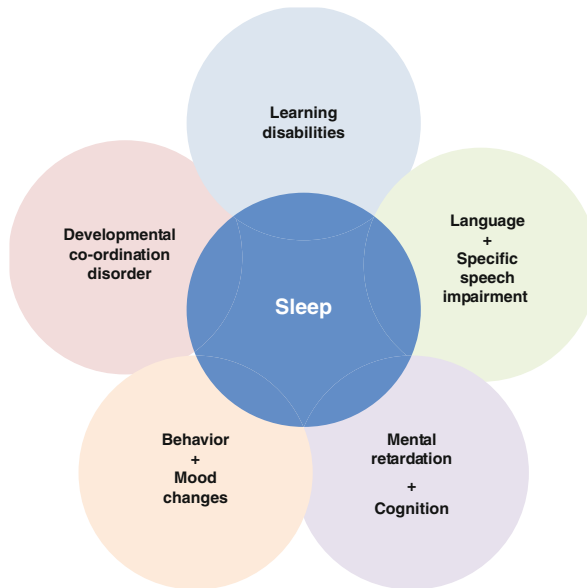 Learning
disabilities
Developmental
co-ordination
disorder
Language
+
Specific
speech
impairment
Sleep
Behavior
+
Mood
changes
Mental
retardation
+
Cognition